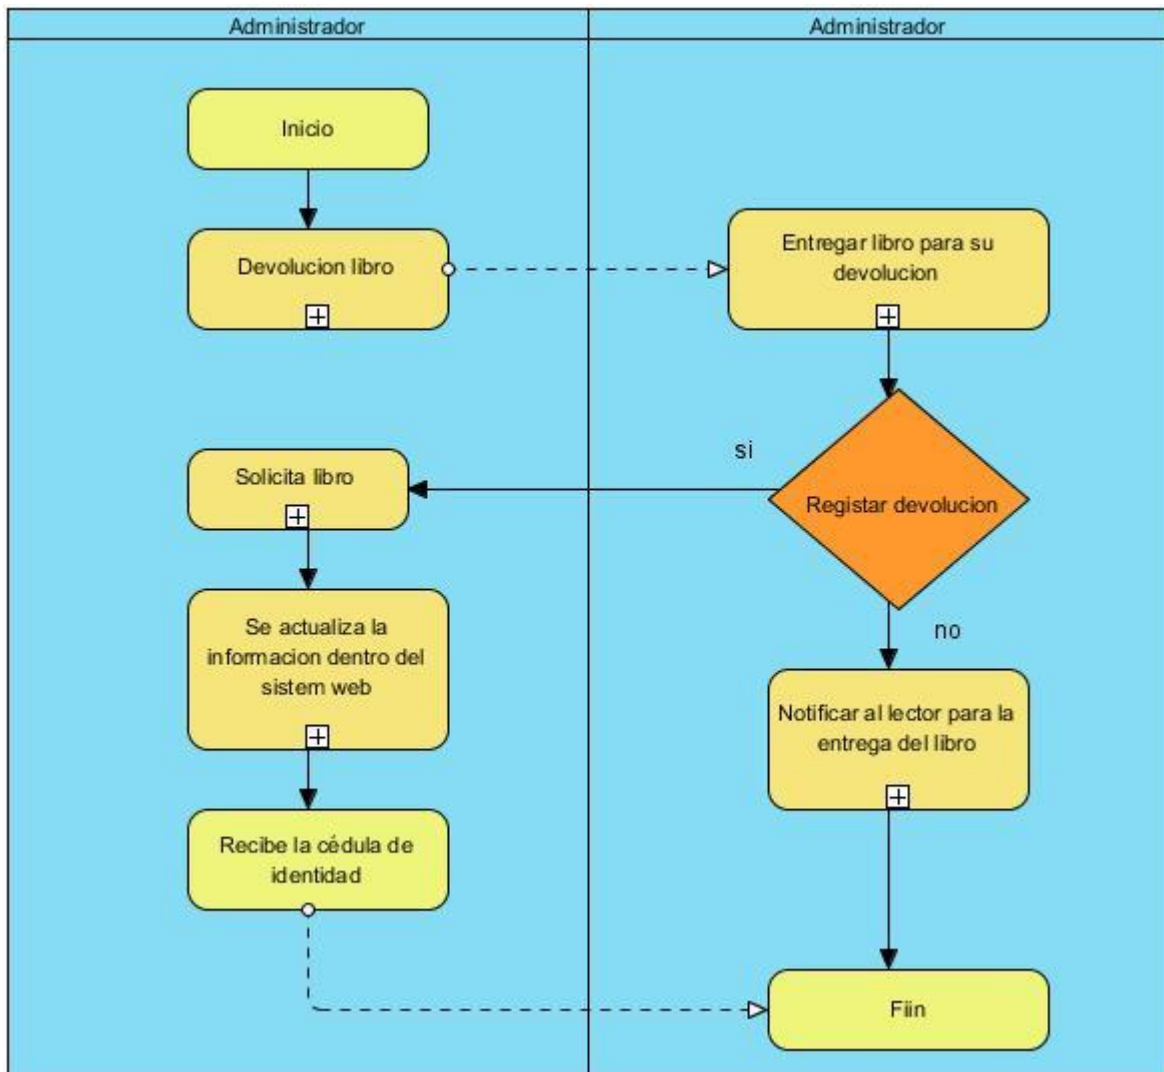 Administrador
Administrador
Inicio
Devolucion libro
Entregar libro para su
devolucion
si
Solicita libro
Registar devolucion
no
Se actualiza la
informacion dentro del
sistem web
Notificar al lector para la
entrega del libro
Recibe la cédula de
identidad
Fiin